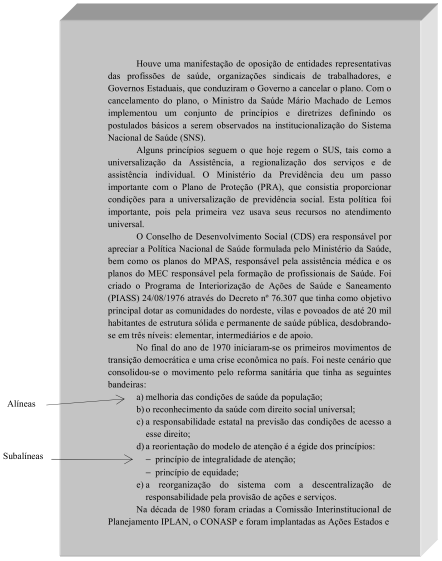 Houve uma manifestação de oposição de entidades representativas
das profissões de saúde, organizações sindicais de trabalhadores, e
Governos Estaduais, que conduziram o Governo a cancelar o plano. Com o
cancelamento do plano, o Ministro da Saúde Mário Machado de Lemos
implementou um conjunto de princípios e diretrizes definindo os
postulados básicos a serem observados na institucionalização do Sistema
Nacional de Saúde (SNS).
Alguns princípios seguem o que hoje regem o SUS, tais como a
universalização da Assistência, a regionalização dos serviços e de
assistência individual. O Ministério da Previdência deu um passo
importante com o Plano de Proteção (PRA), que consistia proporcionar
condições para a universalização de previdência social. Esta política foi
importante, pois pela primeira vez usava seus recursos no atendimento
universal.
O Conselho de Desenvolvimento Social (CDS) era responsável por
apreciar a Política Nacional de Saúde formulada pelo Ministério da Saúde,
bem como os planos do MPAS, responsável pela assistência médica e os
planos do MEC responsável pela formação de profissionais de Saúde. Foi
criado o Programa de Interiorização de Ações de Saúde e Saneamento
(PIASS) 24/08/1976 através do Decreto nº 76.307 que tinha como objetivo
principal dotar as comunidades do nordeste, vilas e povoados de até 20 mil
habitantes de estrutura sólida e permanente de saúde pública, desdobrando-
se em três níveis: elementar, intermediários e de apoio.
No final do ano de 1970 iniciaram-se os primeiros movimentos de
transição democrática e uma crise econômica no país. Foi neste cenário que
consolidou-se o movimento pelo reforma sanitária que tinha as seguintes
bandeiras:
Alíneas
a) melhoria das condições de saúde da população;
b) o reconhecimento da saúde com direito social universal;
c) a responsabilidade estatal na previsão das condições de acesso a
esse direito;
d) a reorientação do modelo de atenção é a égide dos princípios:
Subalíneas
– princípio de integralidade de atenção;
– princípio de equidade;
e) a reorganização do sistema com a descentralização de
responsabilidade pela provisão de ações e serviços.
Na década de 1980 foram criadas a Comissão Interinstitucional de
Planejamento IPLAN, o CONASP e foram implantadas as Ações Estados e